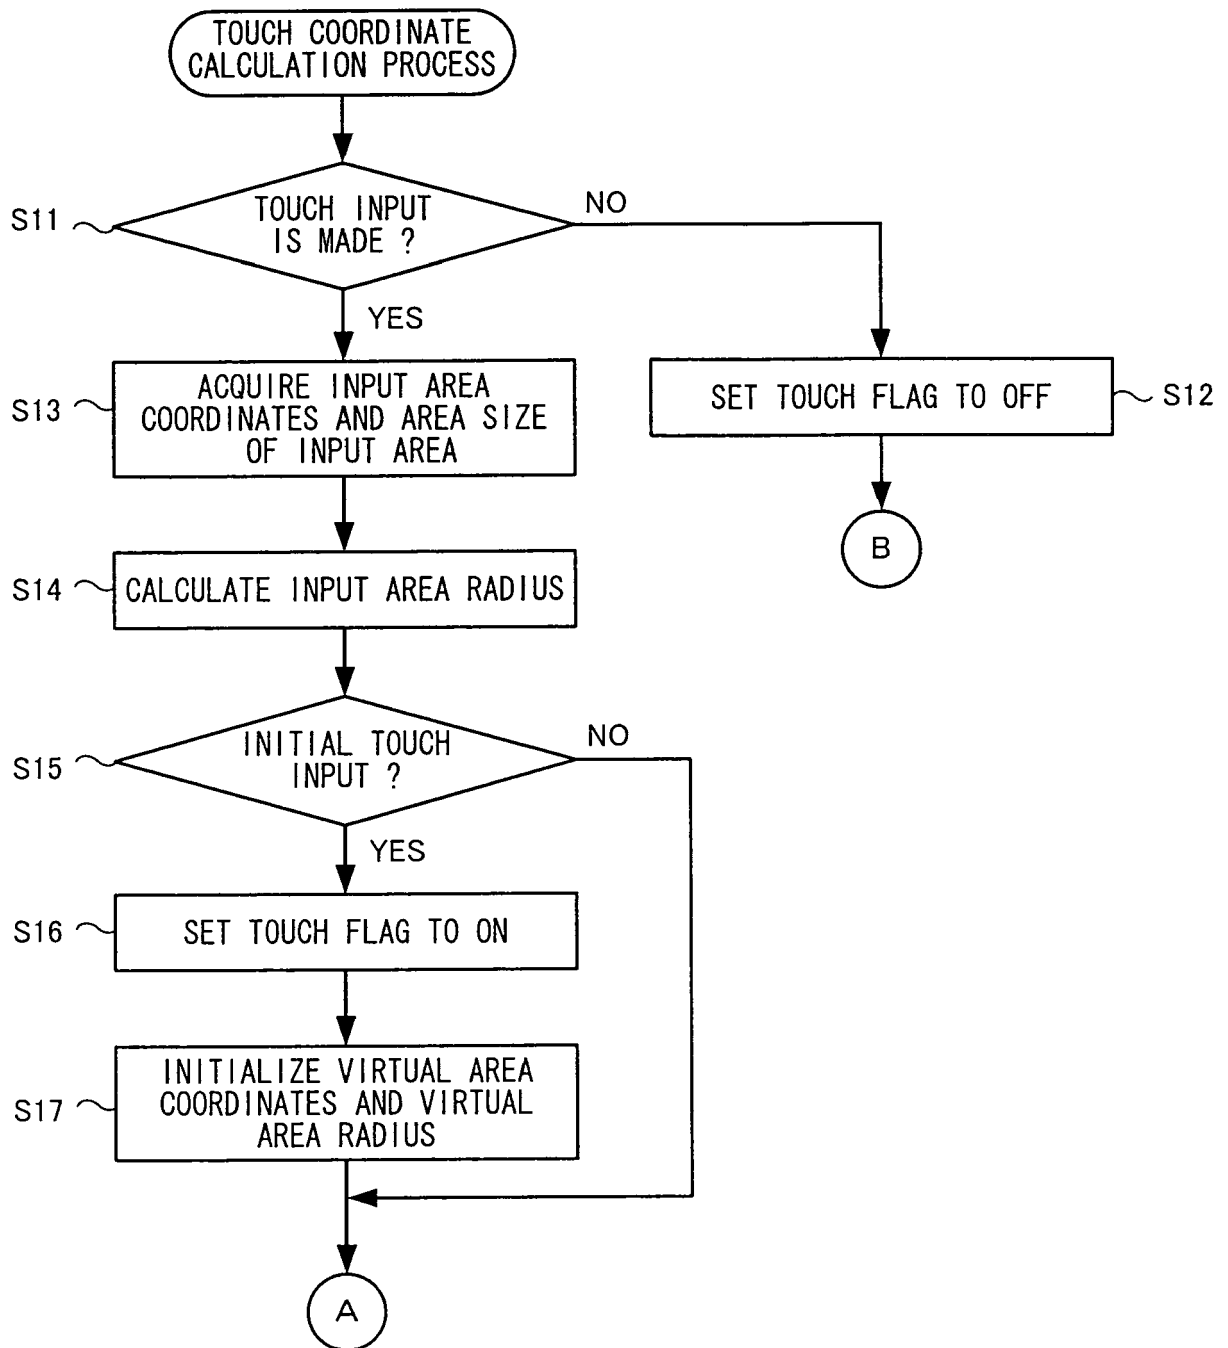 TOUCH COORDINATE
CALCULATION PROCESS
S11
TOUCH INPUT
IS MADE ?
NO
YES
S13
ACQUIRE INPUT AREA
COORDINATES AND AREA SIZE
OF INPUT AREA
SET TOUCH FLAG TO OFF
S12
B
S14
CALCULATE INPUT AREA RADIUS
S15
INITIAL TOUCH
INPUT ?
NO
YES
S16
SET TOUCH FLAG TO ON
S17
INITIALIZE VIRTUAL AREA
COORDINATES AND VIRTUAL
AREA RADIUS
A